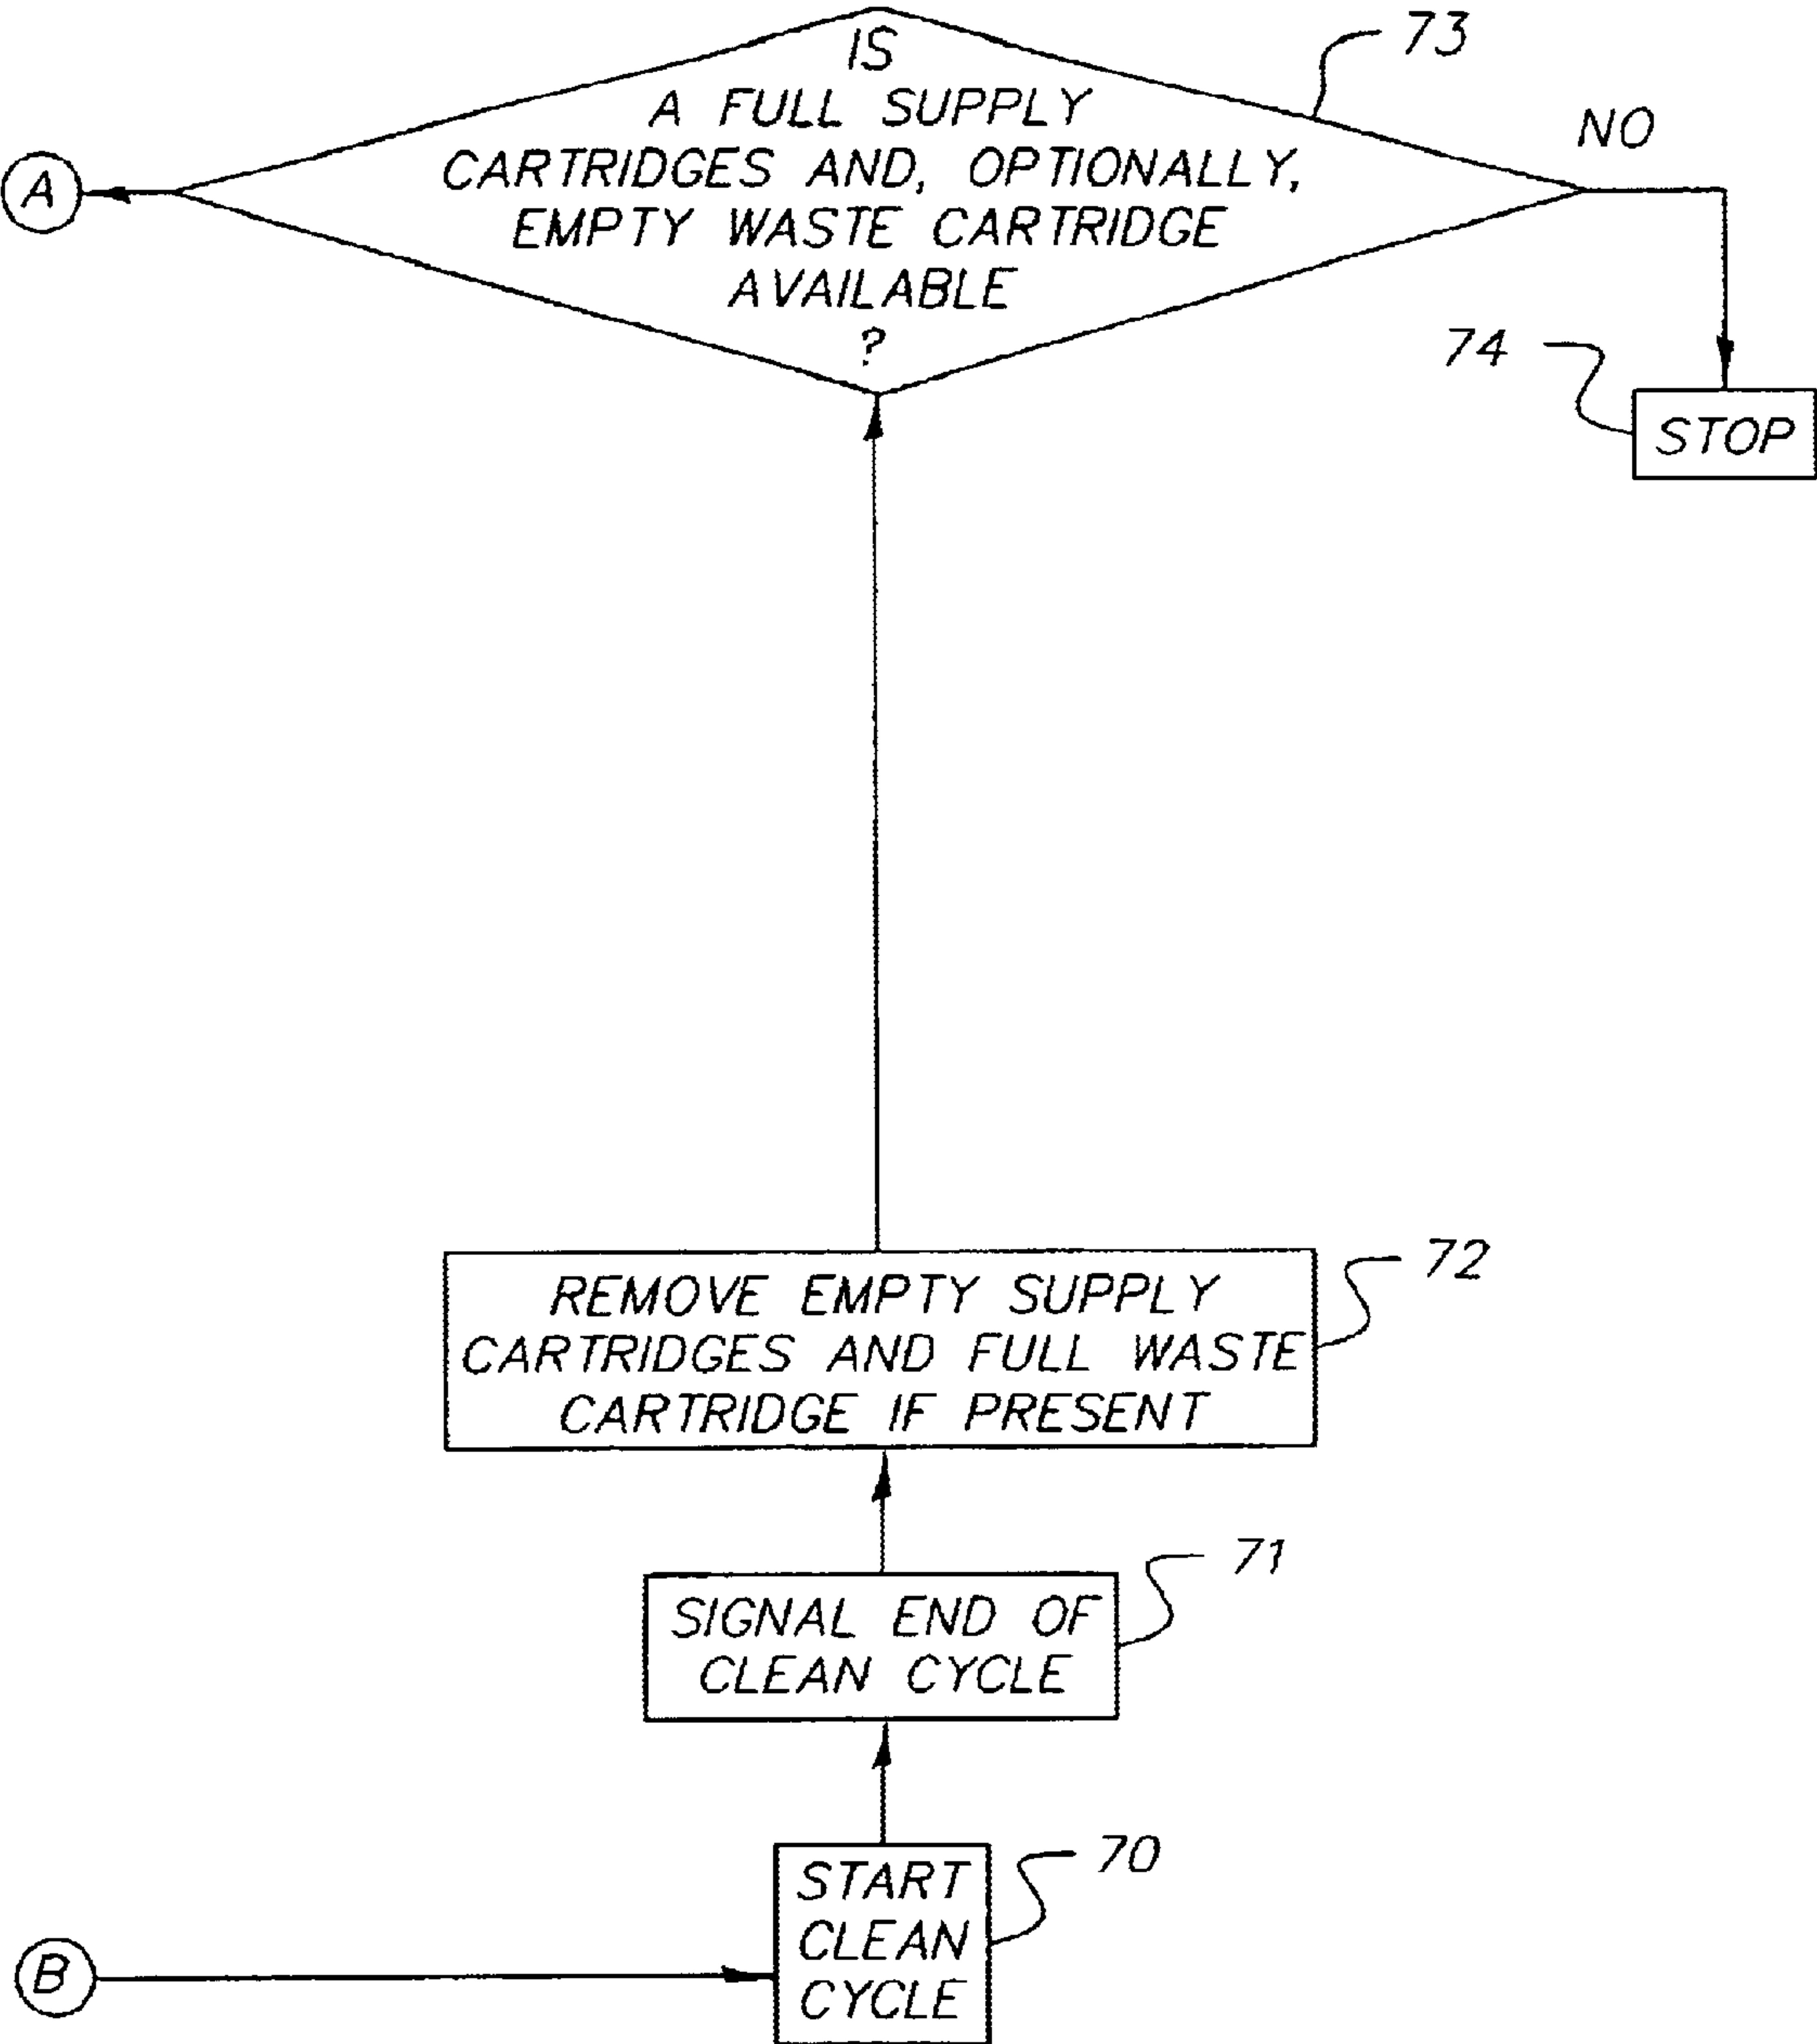 IS
A FULL SUPPLY
CARTRIDGES AND, OPTIONALLY,
EMPTY WASTE CARTRIDGE
AVAILABLE
?
73
NO
A
74
STOP
REMOVE EMPTY SUPPLY
CARTRIDGES AND FULL WASTE
CARTRIDGE IF PRESENT
72
SIGNAL END OF
CLEAN CYCLE
71
START
CLEAN
CYCLE
70
B